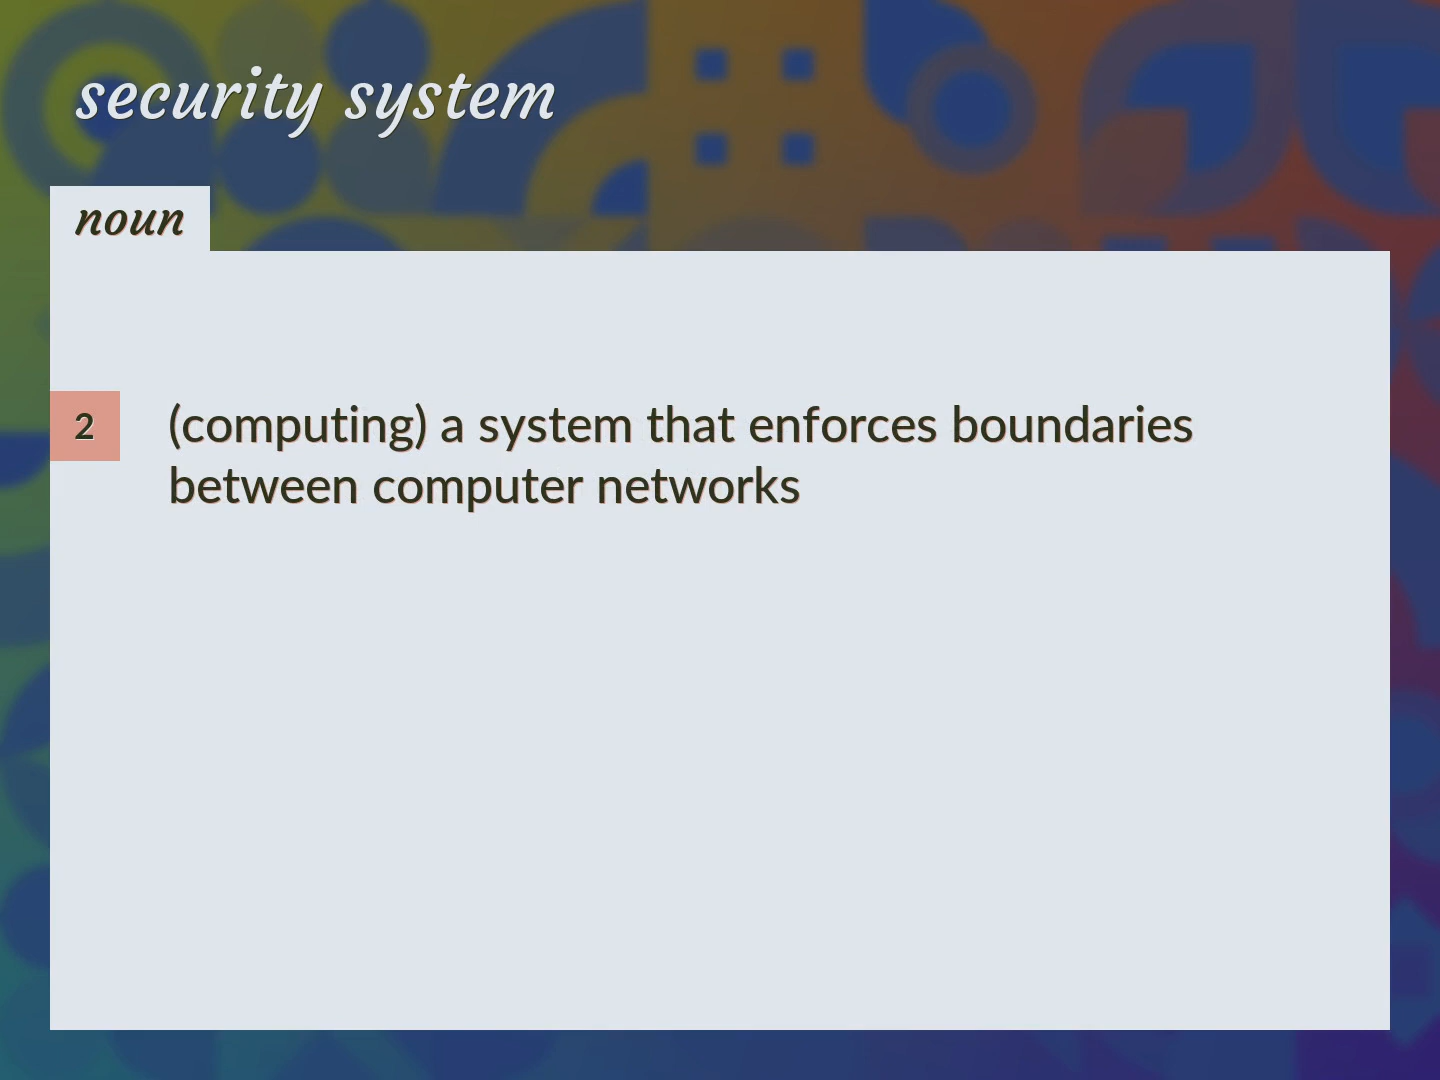 security system
noun
2
(computing) a system that enforces boundaries
between computer networks